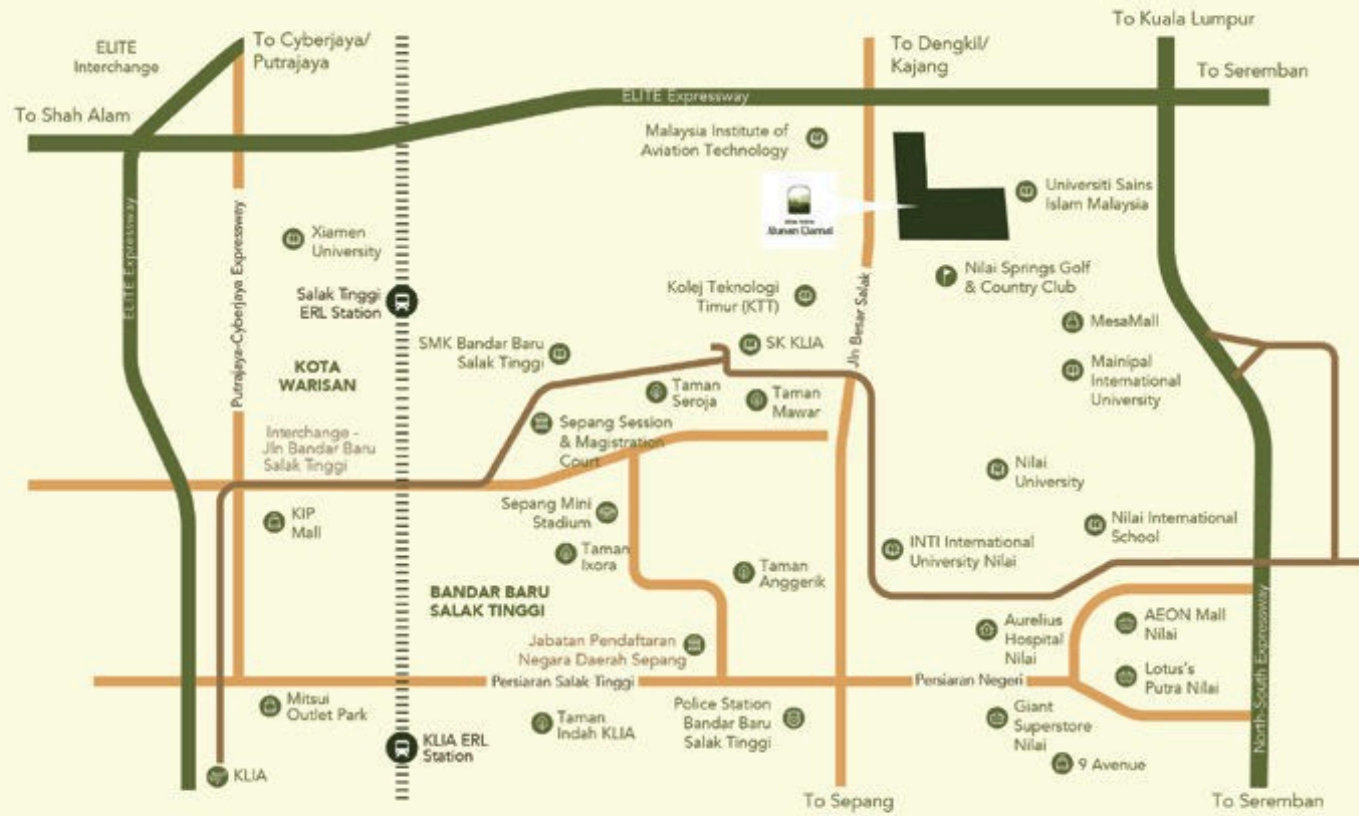 To Kuala Lumpur
ELITE
Interchange
To Cyberjaya/
Putrajaya
To Dengkil/
Kajang
To Seremban
ELITE Expressway
To Shah Alam
Malaysia Institute of
Aviation Technology
Universiti Sains
Islam Malaysia
ELITE Expressway
Putrajaya-Cyberjaya Expressway
Xiamen
University
Salak Tinggi
ERL Station
Kolej Teknologi
Timur (KTT)
Jln Besar Salak
Nilai Springs Golf
& Country Club
MesaMall
SMK Bandar Baru
Salak Tinggi
SK KLIA
Mainipal
International
University
KOTA
WARISAN
Taman
Seroja
Taman
Mawar
Interchange -
Jln Bandar Baru
Salak Tinggi
Sepang Session
& Magistration
Court
Nilai
University
KIP
Mall
Sepang Mini
Stadium
Nilai International
School
Taman
Ixora
Taman
Anggerik
INTI International
University Nilai
BANDAR BARU
SALAK TINGGI
Jabatan Pendaftaran
Negara Daerah Sepang
Aurelius
Hospital
Nilai
AEON Mall
Nilai
Persiaran Salak Tinggi
Persiaran Negeri
Lotus's
Putra Nilai
North-South Expressway
Mitsui
Outlet Park
Taman
Indah KLIA
Police Station
Bandar Baru
Salak Tinggi
Giant
Superstore
Nilai
KLIA ERL
Station
KLIA
9 Avenue
To Sepang
To Seremban